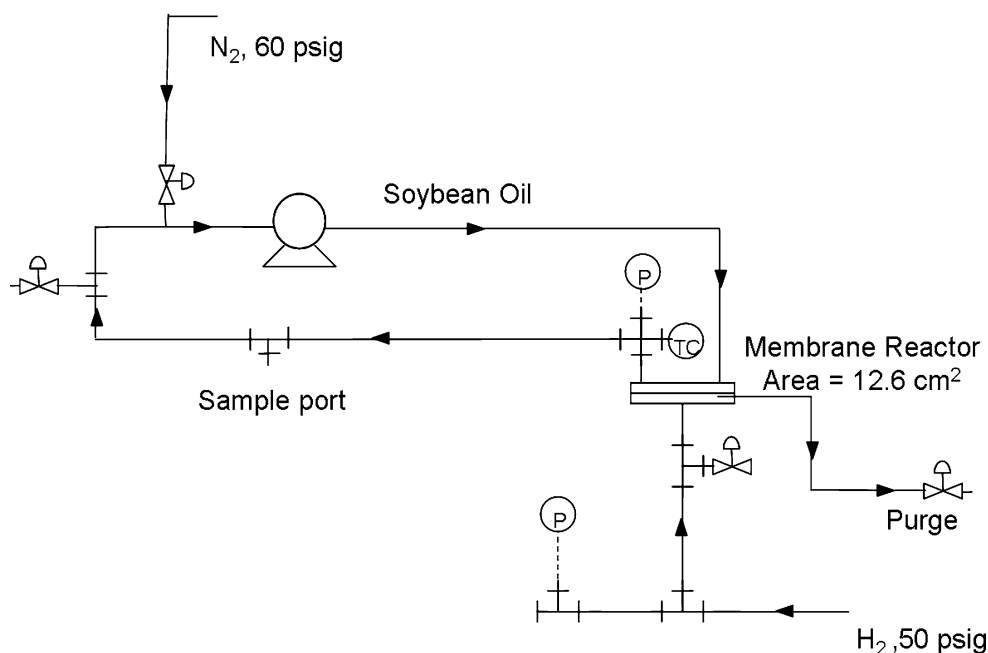 N₂, 60 psig
Soybean Oil
P
TC
Membrane Reactor
Area = 12.6 cm²
Sample port
P
Purge
H₂ ,50 psig